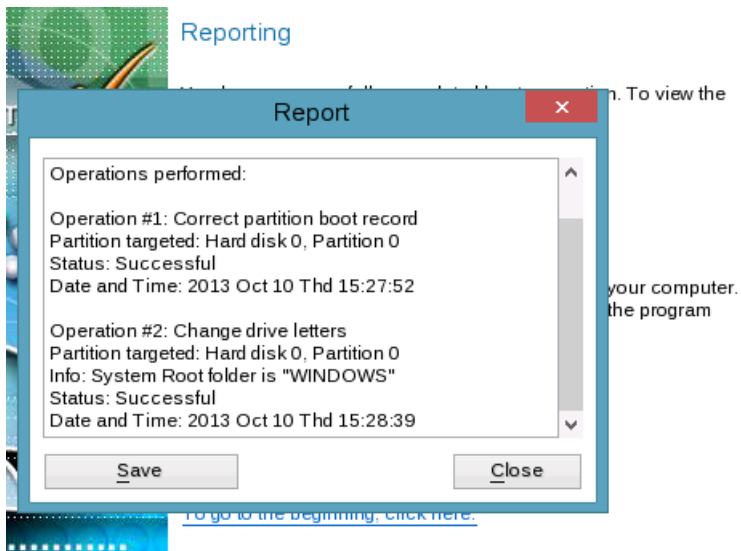 Reporting
n. To view the
Report
Operations performed:
Operation #1: Correct partition boot record
Partition targeted: Hard disk 0, Partition 0
Status: Successful
Date and Time: 2013 Oct 10 Thd 15:27:52
your computer.
the program
Operation #2: Change drive letters
Partition targeted: Hard disk 0, Partition 0
Info: System Root folder is "WINDOWS"
Status: Successful
Date and Time: 2013 Oct 10 Thd 15:28:39
Save
Close
To go to the beginning, click here.